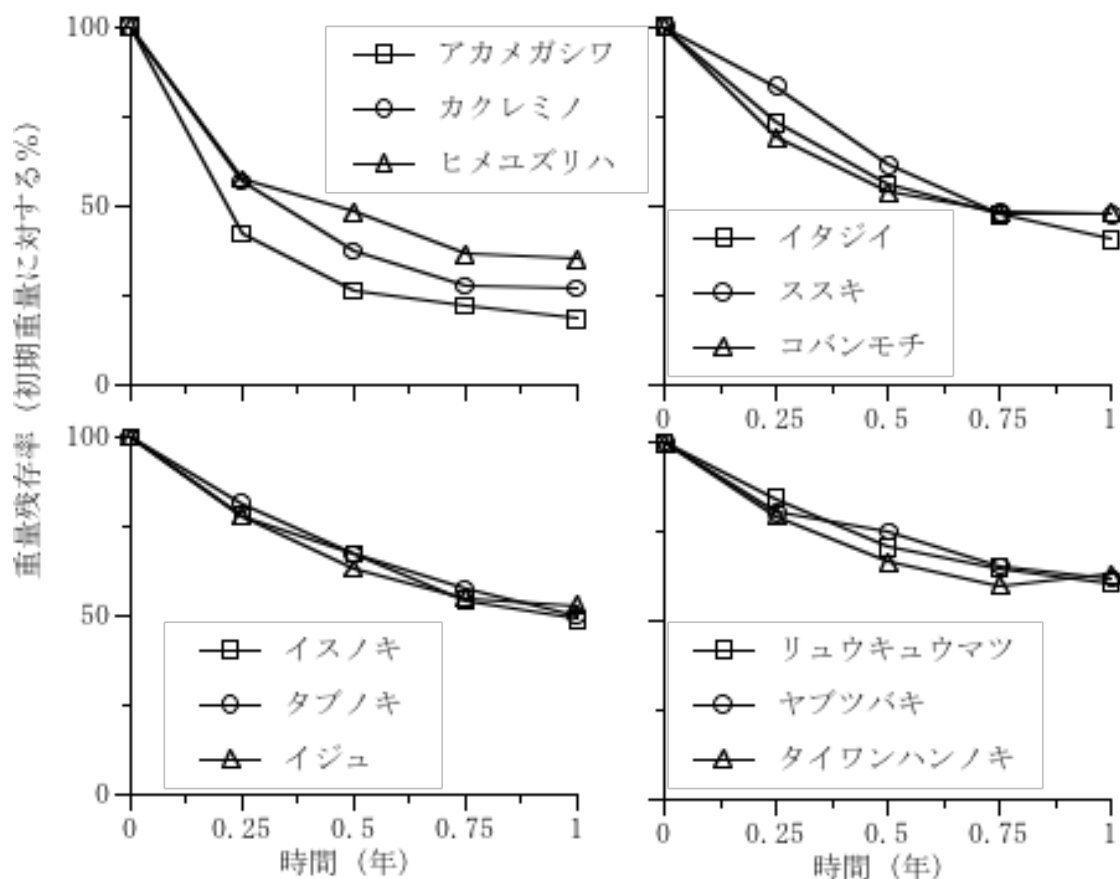 重量残存率（初期重量に対する%）
100
50
0
アカメガシワ
カクレミノ
ヒメユズリハ
イタジイ
ススキ
コバンモチ
0 0.25 0.5 0.75 1
100
50
0
イスノキ
タブノキ
イジュ
0 0.25 0.5 0.75 1
時間（年）
リュウキュウマツ
ヤブツバキ
タイワンハンノキ
0 0.25 0.5 0.75 1
時間（年）